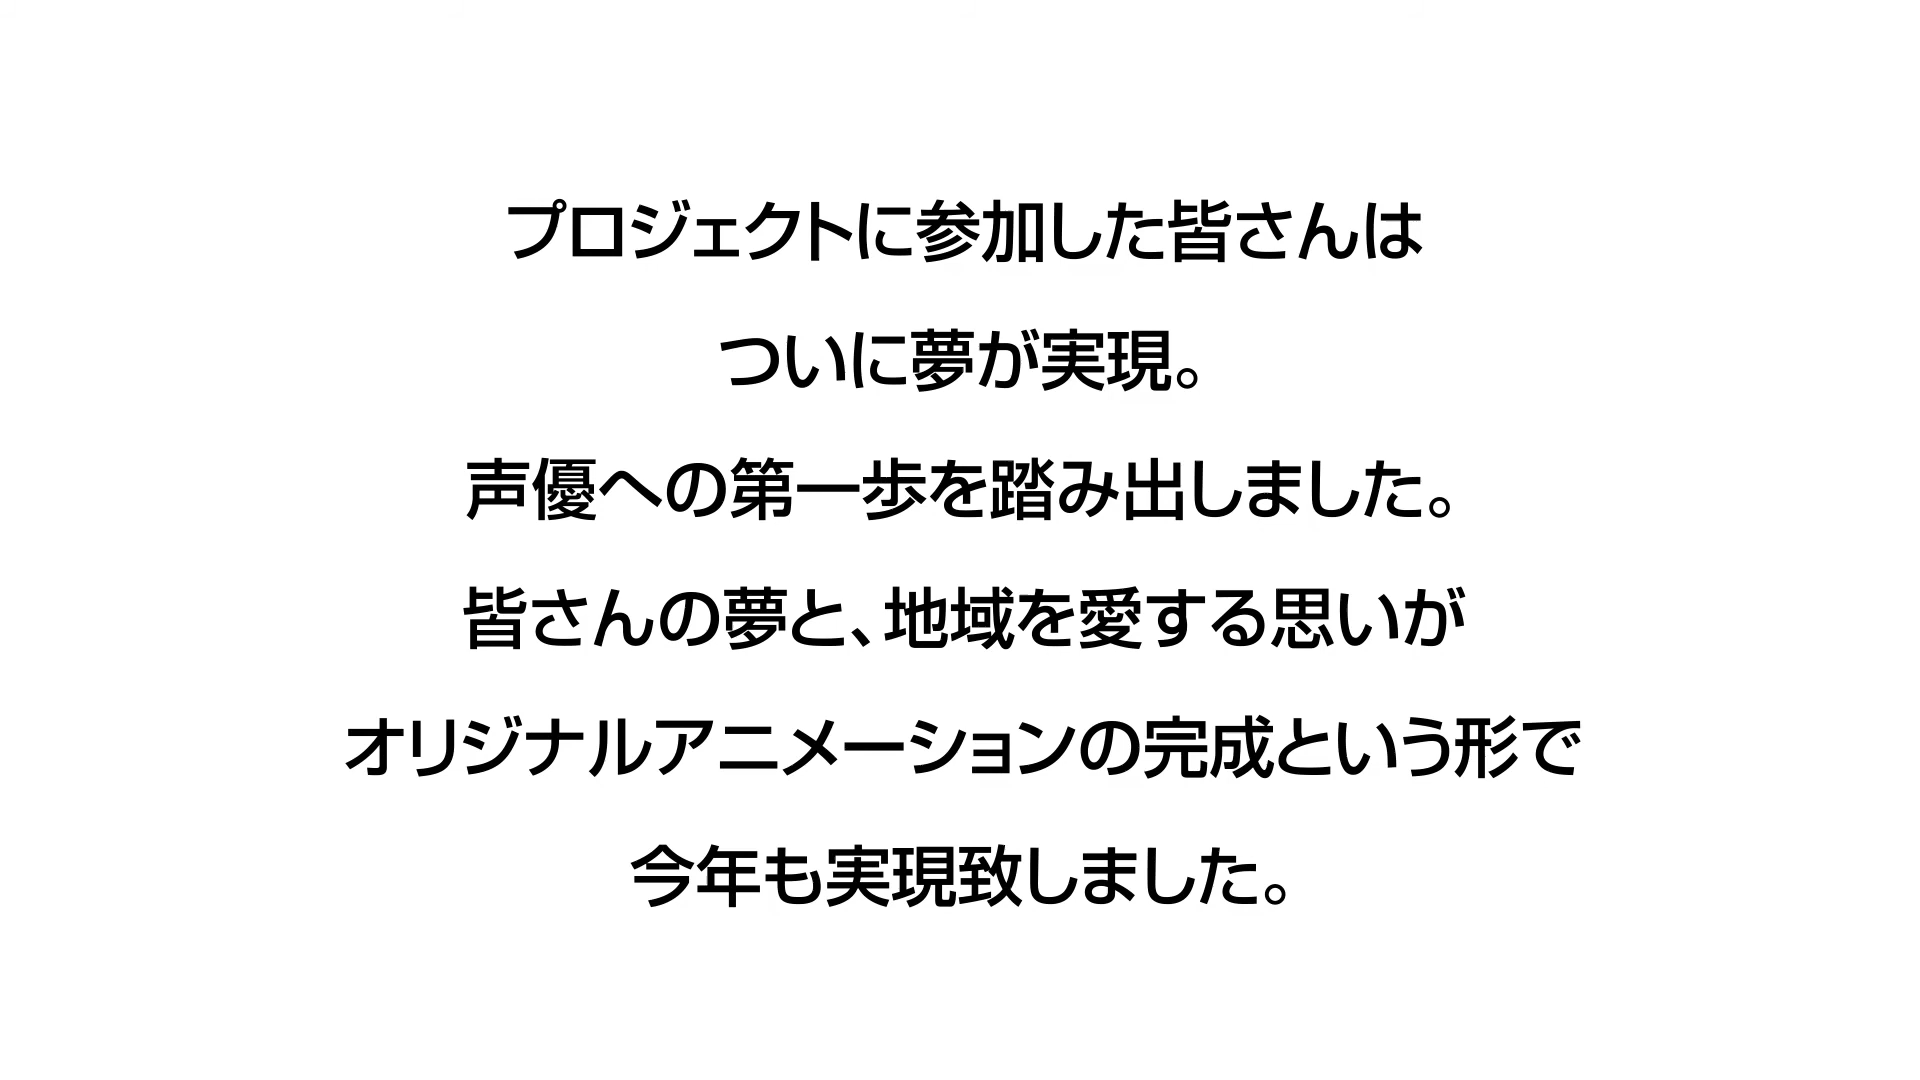 プロジェクトに参加した皆さんは
ついに夢が実現。
声優への第一歩を踏み出しました。
皆さんの夢と、地域を愛する思いが
オリジナルアニメーションの完成という形で
今年も実現致しました。